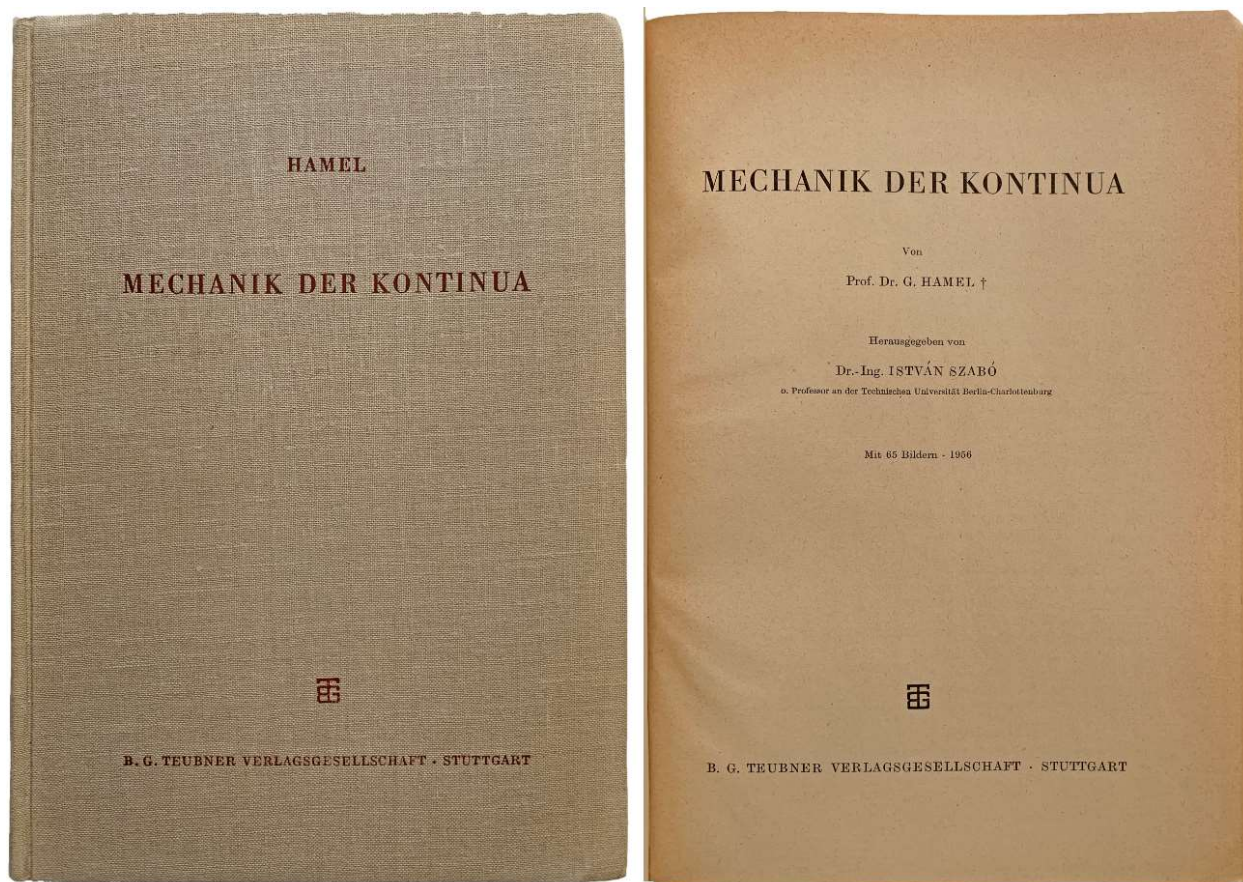 HAMEL
MECHANIK DER KONTINUA
B. G. TEUBNER VERLAGSGESELLSCHAFT · STUTTGART
MECHANIK DER KONTINUA
Von
Prof. Dr. G. HAMEL †
Herausgegeben von
Dr.-Ing. ISTVÁN SZABÓ
o. Professor an der Technischen Universität Berlin-Charlottenburg
Mit 65 Bildern · 1956
B. G. TEUBNER VERLAGSGESELLSCHAFT · STUTTGART